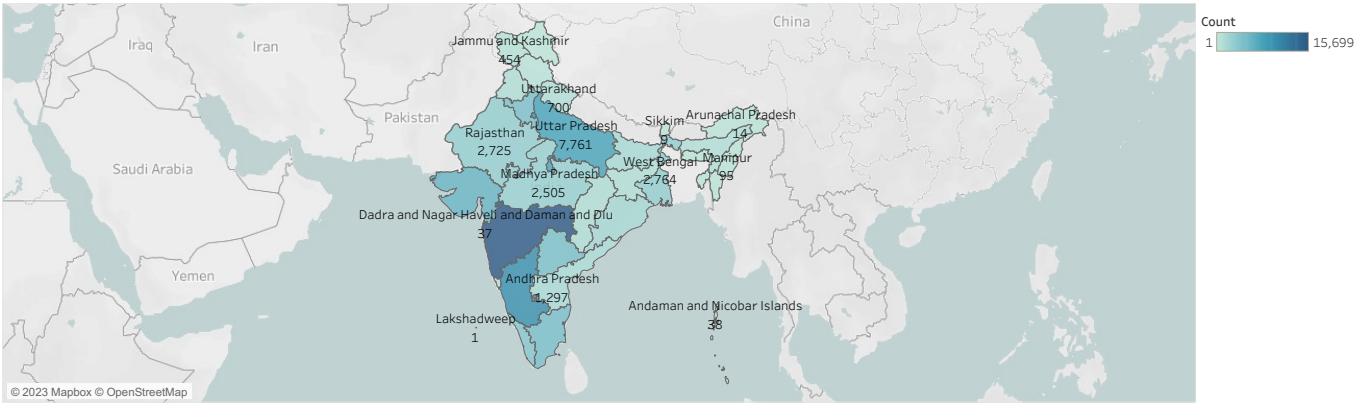 China
Count
1
15,699
Iraq
Iran
Jammu and Kashmir
454
Uttarakhand
700
Pakistan
Sikkim
9
Arunachal Pradesh
14
Rajasthan
2,725
Uttar Pradesh
7,761
Saudi Arabia
West Bengal
2,764
Manipur
95
Madhya Pradesh
2,505
Dadra and Nagar Haveli and Daman and Diu
37
Yemen
Andhra Pradesh
1,297
Andaman and Nicobar Islands
38
Lakshadweep
1
© 2023 Mapbox © OpenStreetMap